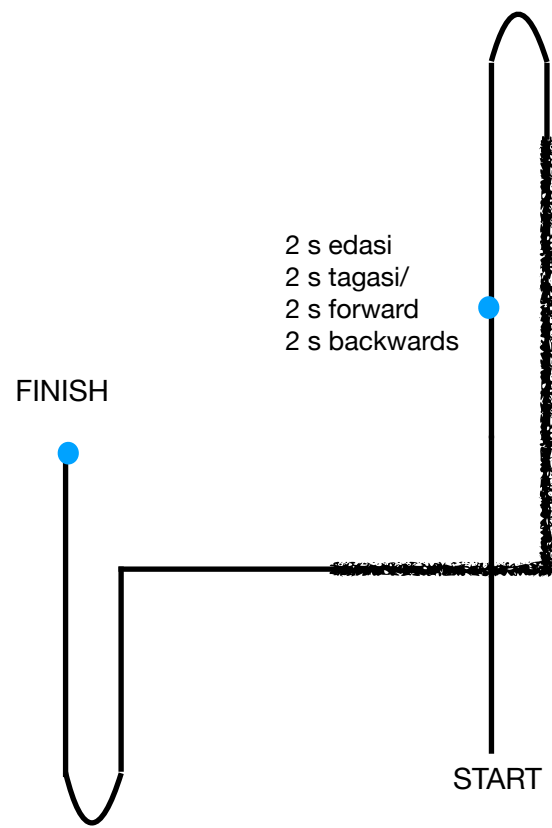 2 s edasi
2 s tagasi/
2 s forward
2 s backwards
FINISH
START